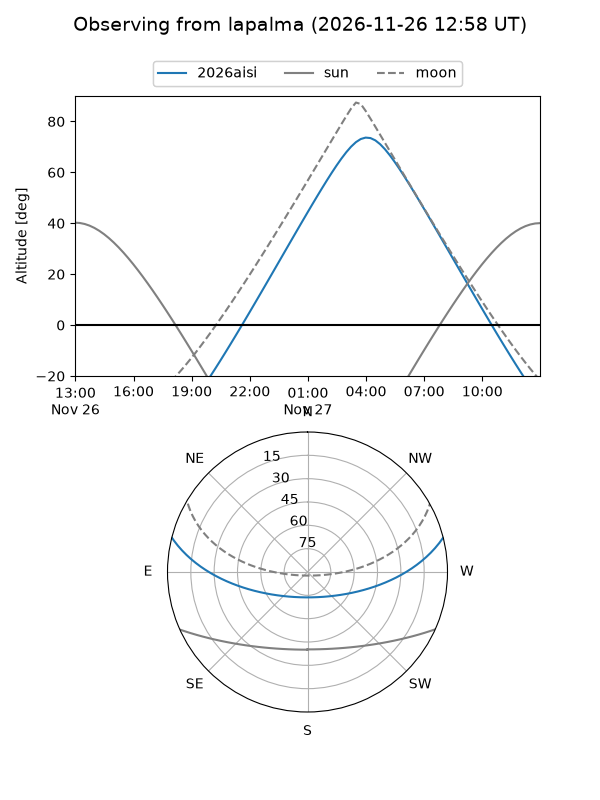 Observing from lapalma (2026-11-26 12:58 UT)
2026aisi sun moon
Altitude [deg]
80
60
40
20
0
−20
13:00 16:00 19:00 22:00 01:00 04:00 07:00 10:00
Nov 26 Nov 27
N
NE NW
15
30
45
60
75
E W
SE SW
S